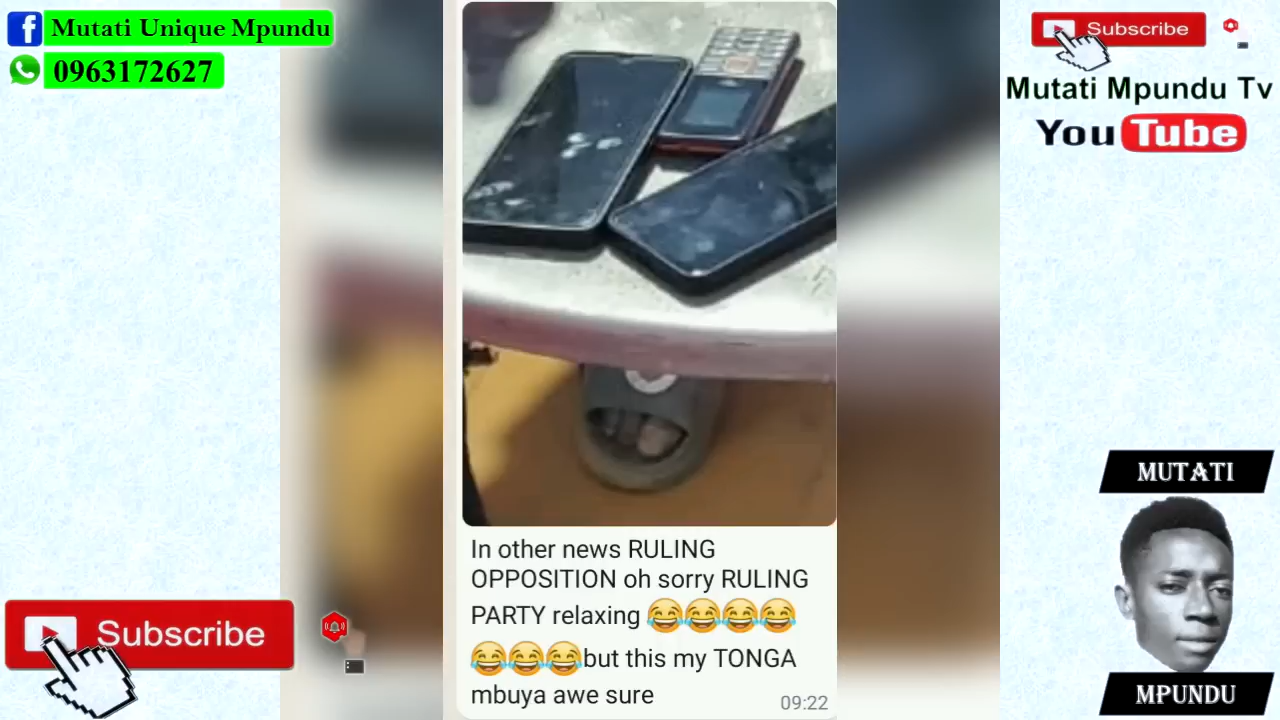 Mutati Unique Mpundu
0963172627
Subscribe
Mutati Mpundu Tv
YouTube
In other news RULING
OPPOSITION oh sorry RULING
PARTY relaxing 😂😂😂😂
😂😂😂but this my TONGA
mbuya awe sure
09:22
Subscribe
MUTATI
MPUNDU